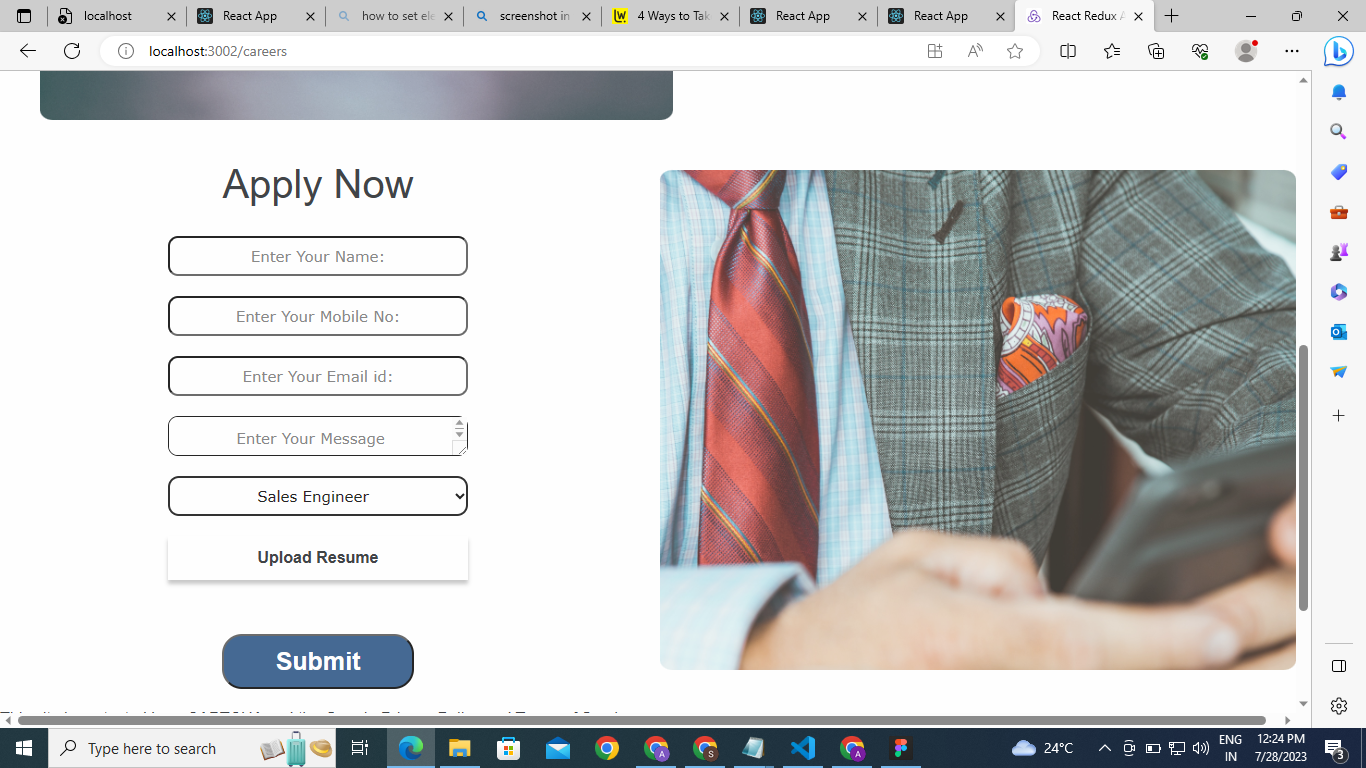 localhost
React App
how to set ele
screenshot in
4 Ways to Tak
React App
React App
React Redux A
localhost:3002/careers
Apply Now
Enter Your Name:
Enter Your Mobile No:
Enter Your Email id:
Enter Your Message
Sales Engineer
Upload Resume
Submit
Type here to search
24°C
ENG
IN
12:24 PM
7/28/2023
3